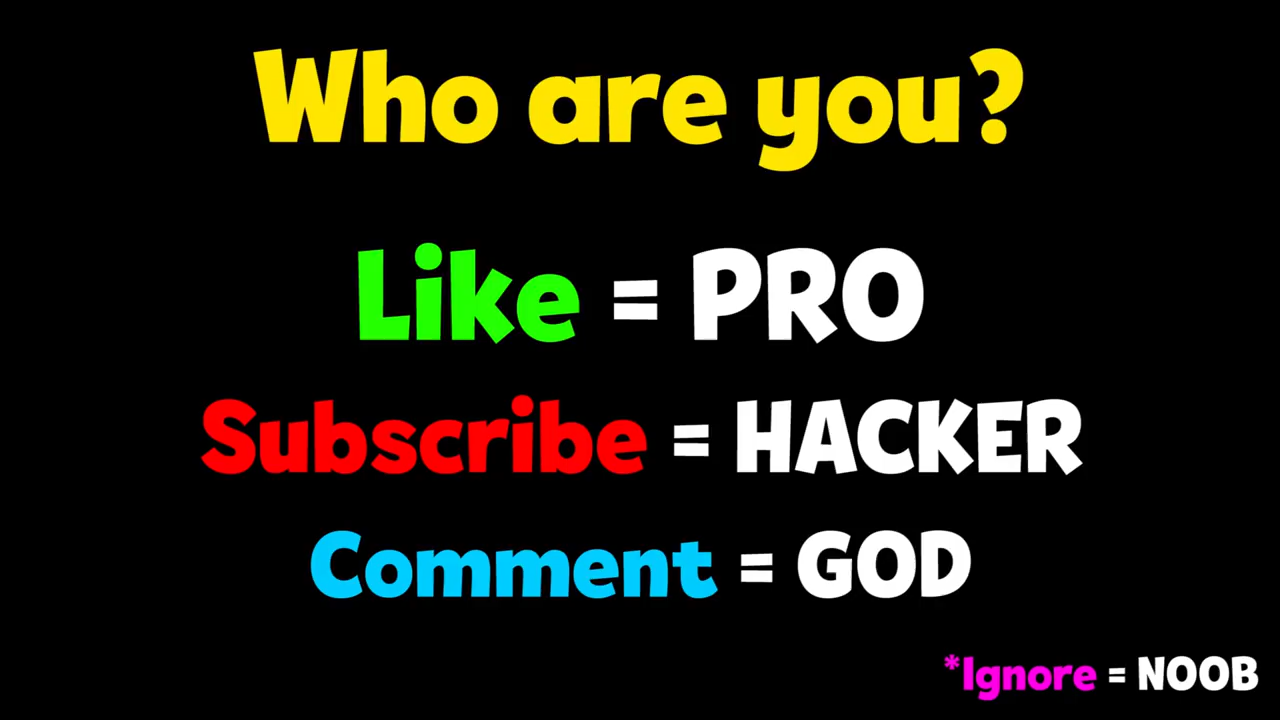 Who are you?
Like = PRO
Subscribe = HACKER
Comment = GOD
*Ignore = NOOB